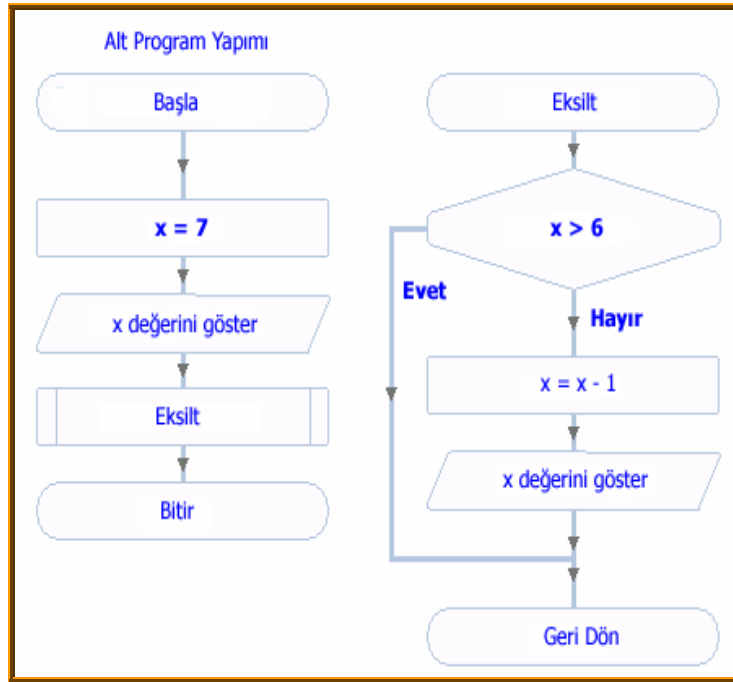 Alt Program Yapımı
Başla
x = 7
x değerini göster
Eksilt
Bitir
Eksilt
x > 6
Evet
Hayır
x = x - 1
x değerini göster
Geri Dön